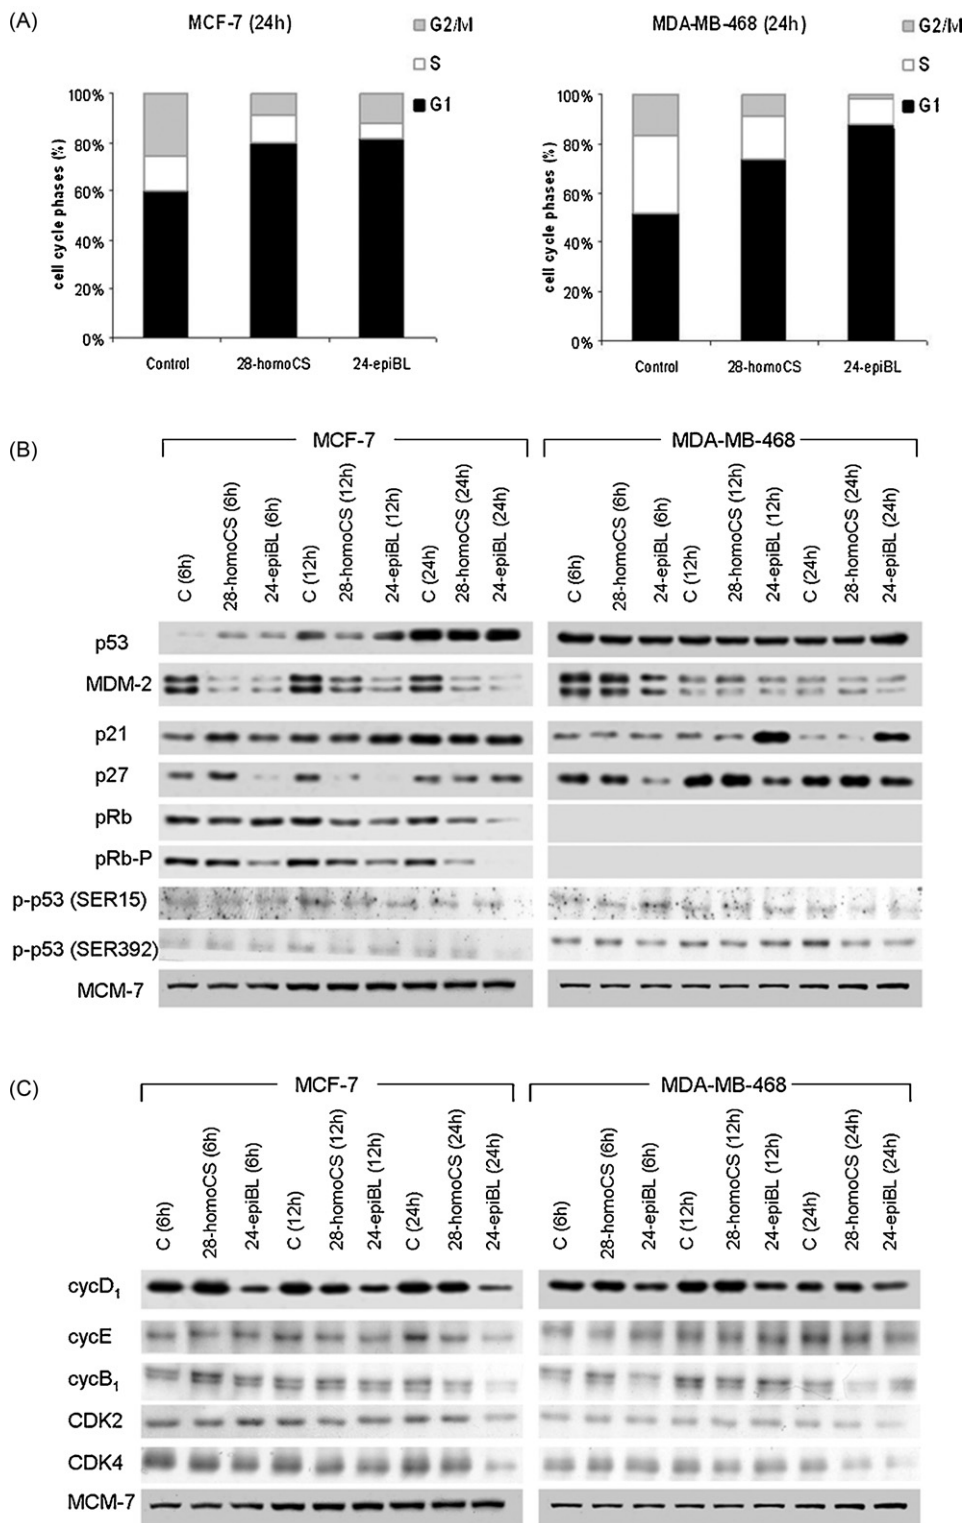 (A)
MCF-7 (24h)
G2/M
S
G1
100%
80%
60%
40%
20%
0%
cell cycle phases (%)
Control 28-homoCS 24-epiBL
MDA-MB-468 (24h)
G2/M
S
G1
100%
80%
60%
40%
20%
0%
cell cycle phases (%)
Control 28-homoCS 24-epiBL
(B)
MCF-7 MDA-MB-468
C (6h)
28-homoCS (6h)
24-epiBL (6h)
C (12h)
28-homoCS (12h)
24-epiBL (12h)
C (24h)
28-homoCS (24h)
24-epiBL (24h)
C (6h)
28-homoCS (6h)
24-epiBL (6h)
C (12h)
28-homoCS (12h)
24-epiBL (12h)
C (24h)
28-homoCS (24h)
24-epiBL (24h)
p53
MDM-2
p21
p27
pRb
pRb-P
p-p53 (SER15)
p-p53 (SER392)
MCM-7
(C)
MCF-7 MDA-MB-468
C (6h)
28-homoCS (6h)
24-epiBL (6h)
C (12h)
28-homoCS (12h)
24-epiBL (12h)
C (24h)
28-homoCS (24h)
24-epiBL (24h)
C (6h)
28-homoCS (6h)
24-epiBL (6h)
C (12h)
28-homoCS (12h)
24-epiBL (12h)
C (24h)
28-homoCS (24h)
24-epiBL (24h)
cycD₁
cycE
cycB₁
CDK2
CDK4
MCM-7